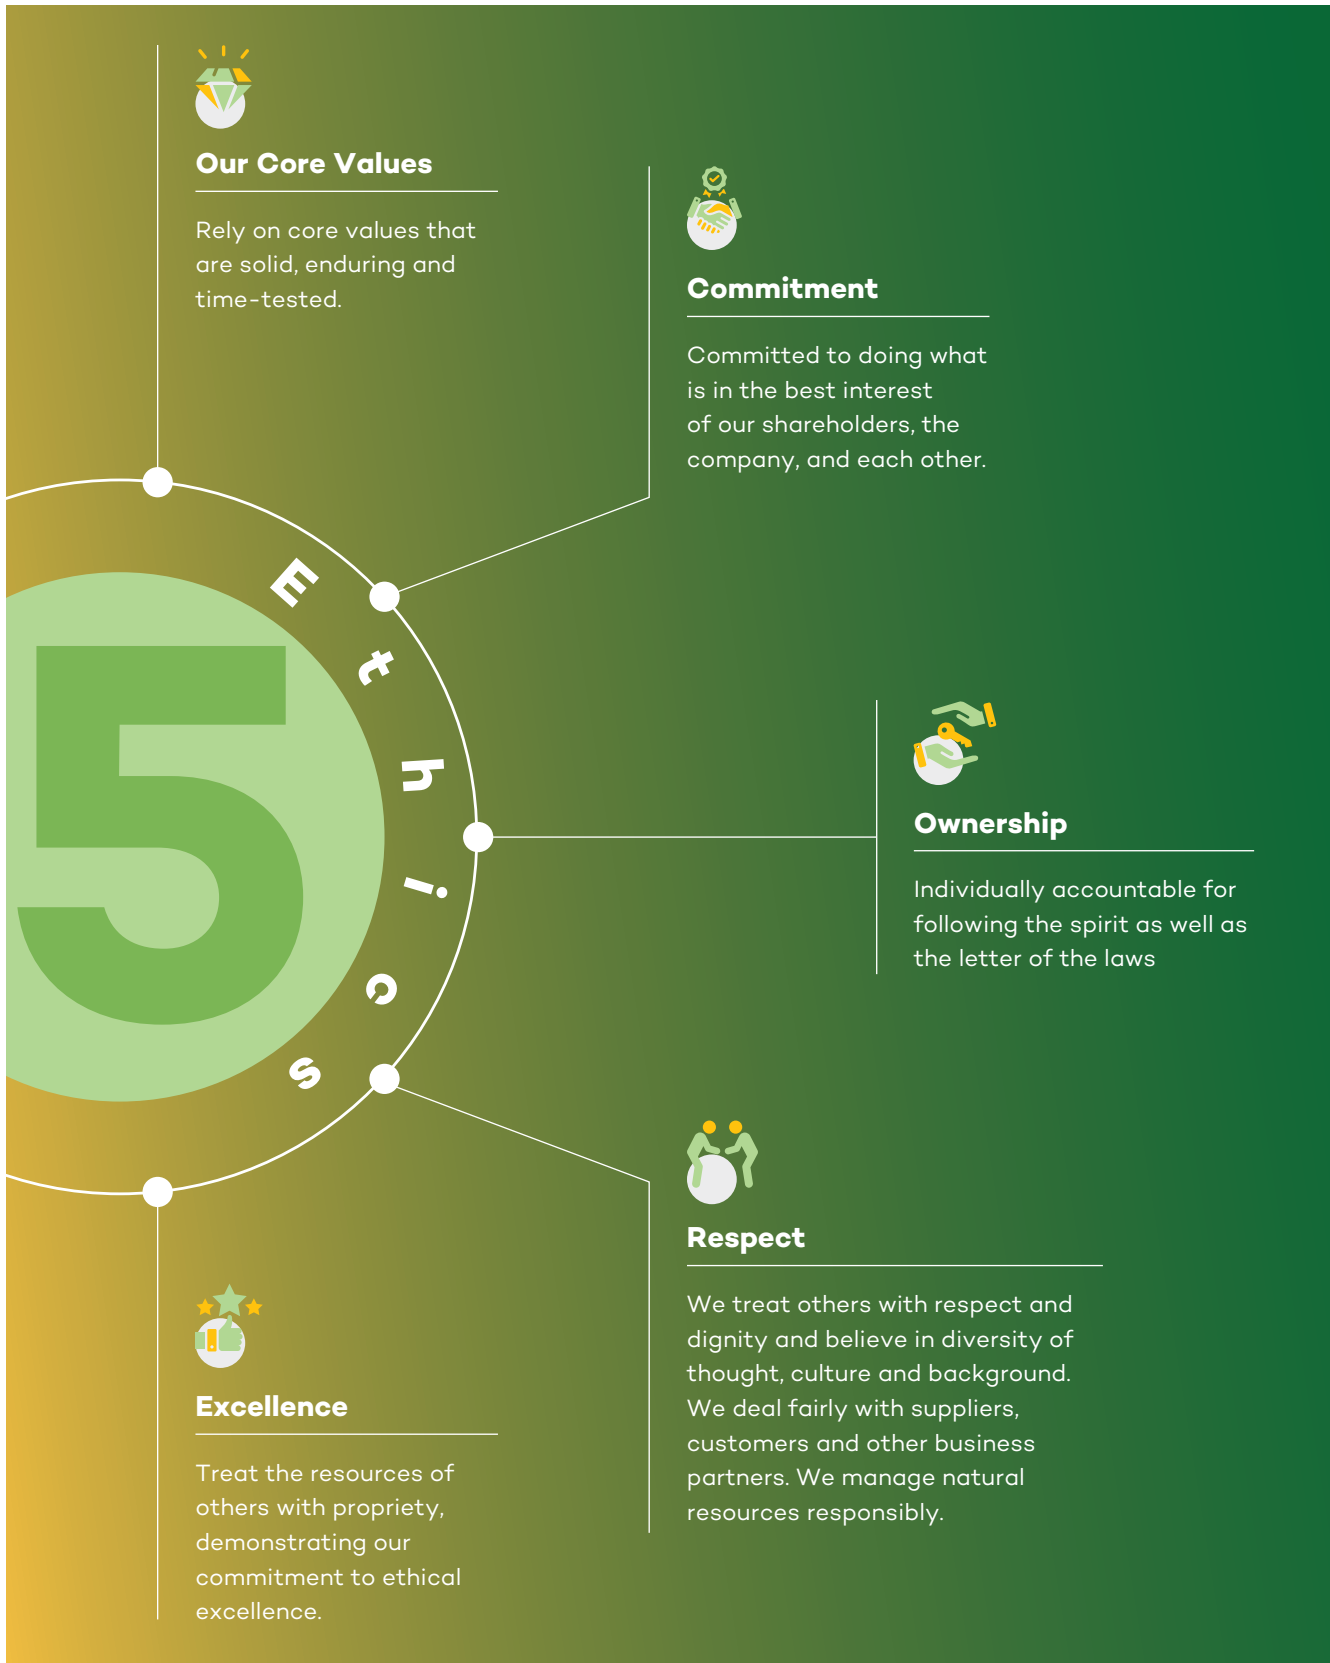 Our Core Values
Rely on core values that
are solid, enduring and
time-tested.
Commitment
Committed to doing what
is in the best interest
of our shareholders, the
company, and each other.
5
Ethics
Ownership
Individually accountable for
following the spirit as well as
the letter of the laws
Respect
We treat others with respect and
dignity and believe in diversity of
thought, culture and background.
We deal fairly with suppliers,
customers and other business
partners. We manage natural
resources responsibly.
Excellence
Treat the resources of
others with propriety,
demonstrating our
commitment to ethical
excellence.